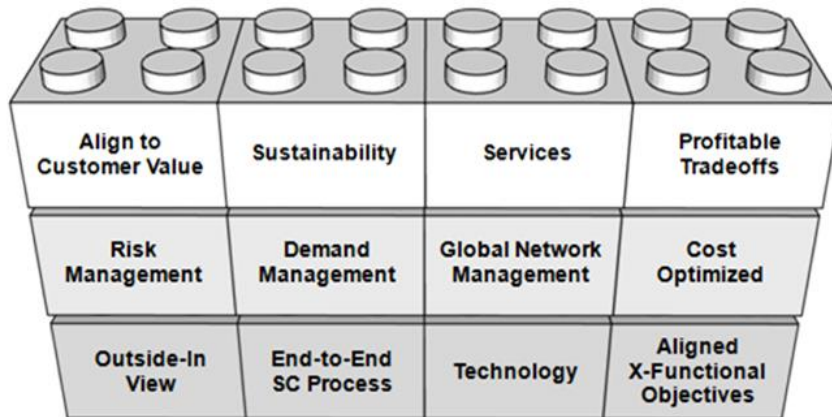 Align to
Customer Value
Sustainability
Services
Profitable
Tradeoffs
Risk
Management
Demand
Management
Global Network
Management
Cost
Optimized
Outside-In
View
End-to-End
SC Process
Technology
Aligned
X-Functional
Objectives